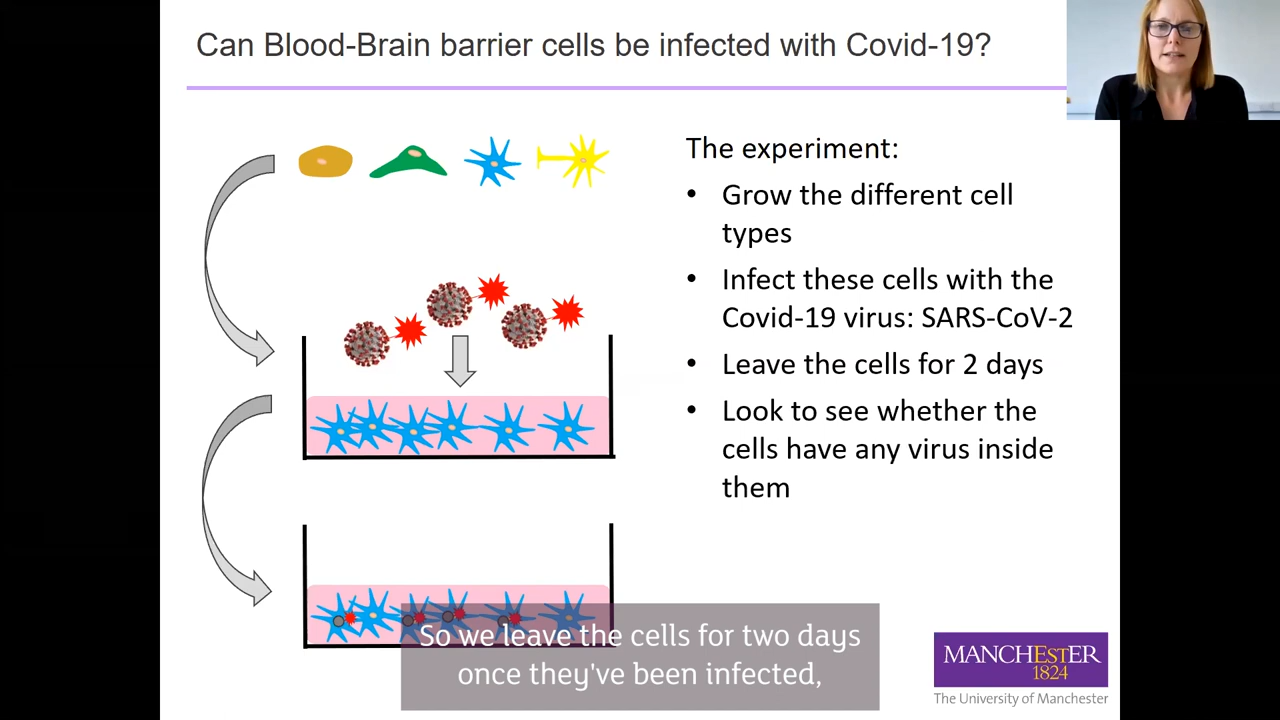 Can Blood-Brain barrier cells be infected with Covid-19?
The experiment:
• Grow the different cell
types
• Infect these cells with the
Covid-19 virus: SARS-CoV-2
• Leave the cells for 2 days
• Look to see whether the
cells have any virus inside
them
So we leave the cells for two days
once they've been infected,
MANCHESTER
1824
The University of Manchester